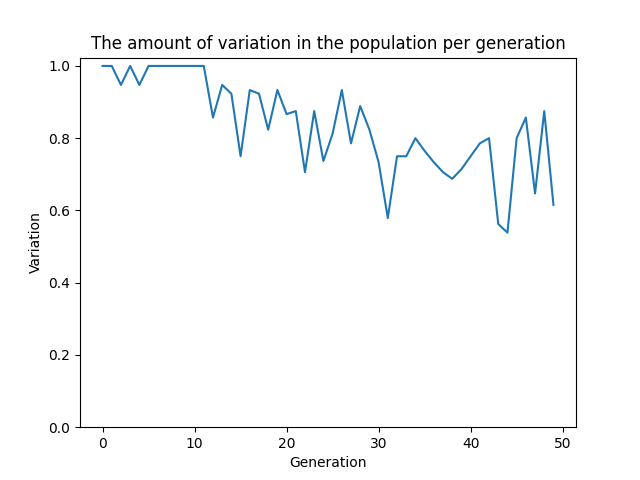 The amount of variation in the population per generation
1.0
0.8
0.6
0.4
0.2
0.0
Variation
0 10 20 30 40 50
Generation